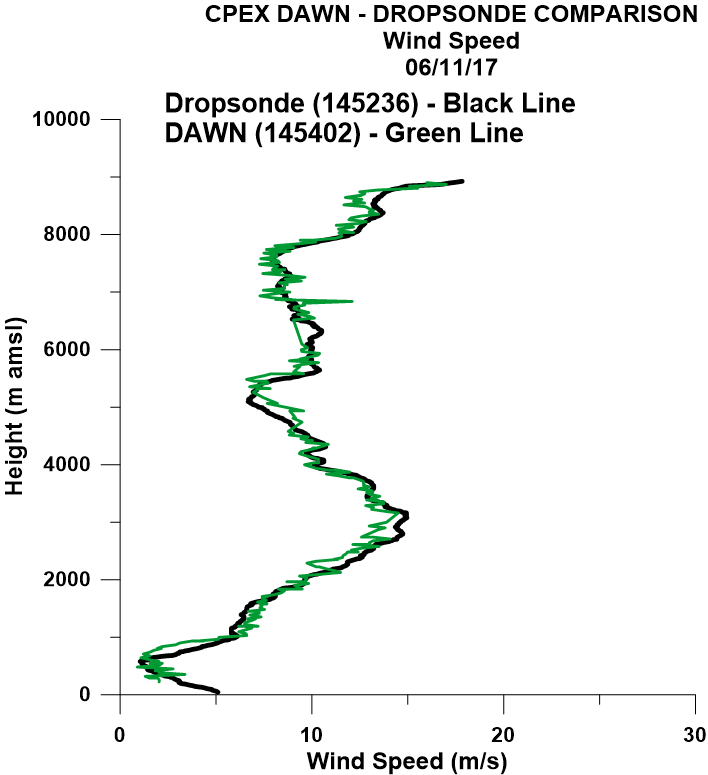 CPEX DAWN - DROPSONDE COMPARISON
Wind Speed
06/11/17
Dropsonde (145236) - Black Line
DAWN (145402) - Green Line
10000
8000
6000
4000
2000
0
Height (m amsl)
0 10 20 30
Wind Speed (m/s)